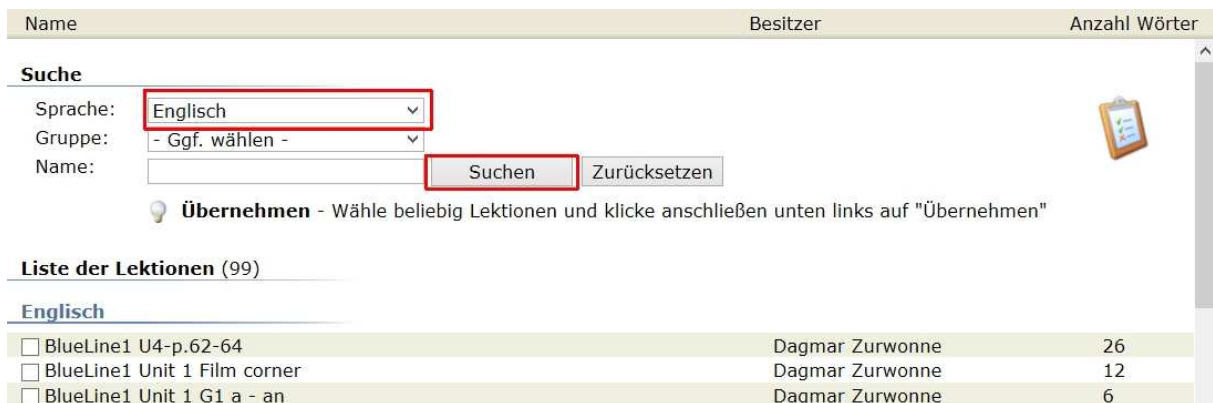 Name Besitzer Anzahl Wörter
Suche
Sprache: Englisch
Gruppe: - Ggf. wählen -
Name: Suchen Zurücksetzen
Übernehmen - Wähle beliebig Lektionen und klicke anschließen unten links auf "Übernehmen"
Liste der Lektionen (99)
Englisch
BlueLine1 U4-p.62-64 Dagmar Zurwonne 26
BlueLine1 Unit 1 Film corner Dagmar Zurwonne 12
BlueLine1 Unit 1 G1 a - an Dagmar Zurwonne 6